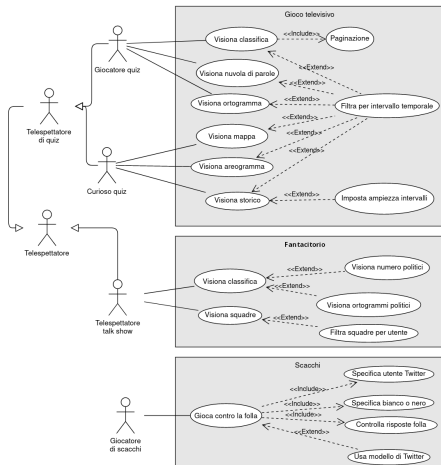 Gioco televisivo
Visiona classifica
<<Include>>
Paginazione
Giocatore quiz
<<Extend>>
Visiona nuvola di parole
<<Extend>>
Visiona ortogramma
<<Extend>>
Filtra per intervallo temporale
Telespettatore
di quiz
<<Extend>>
Visiona mappa
<<Extend>>
Visiona areogramma
<<Extend>>
Curioso quiz
Visiona storico
<<Extend>>
Imposta ampiezza intervalli
Telespettatore
Fantacitorio
Visiona numero politici
<<Extend>>
Visiona classifica
<<Extend>>
Visiona ortogrammi politici
Visiona squadre
<<Extend>>
Filtra squadre per utente
Telespettatore
talk show
Scacchi
Specifica utente Twitter
<<Include>>
Specifica bianco o nero
<<Include>>
Gioca contro la folla
<<Include>>
Controlla risposte folla
<<Extend>>
Giocatore
di scacchi
Usa modello di Twitter